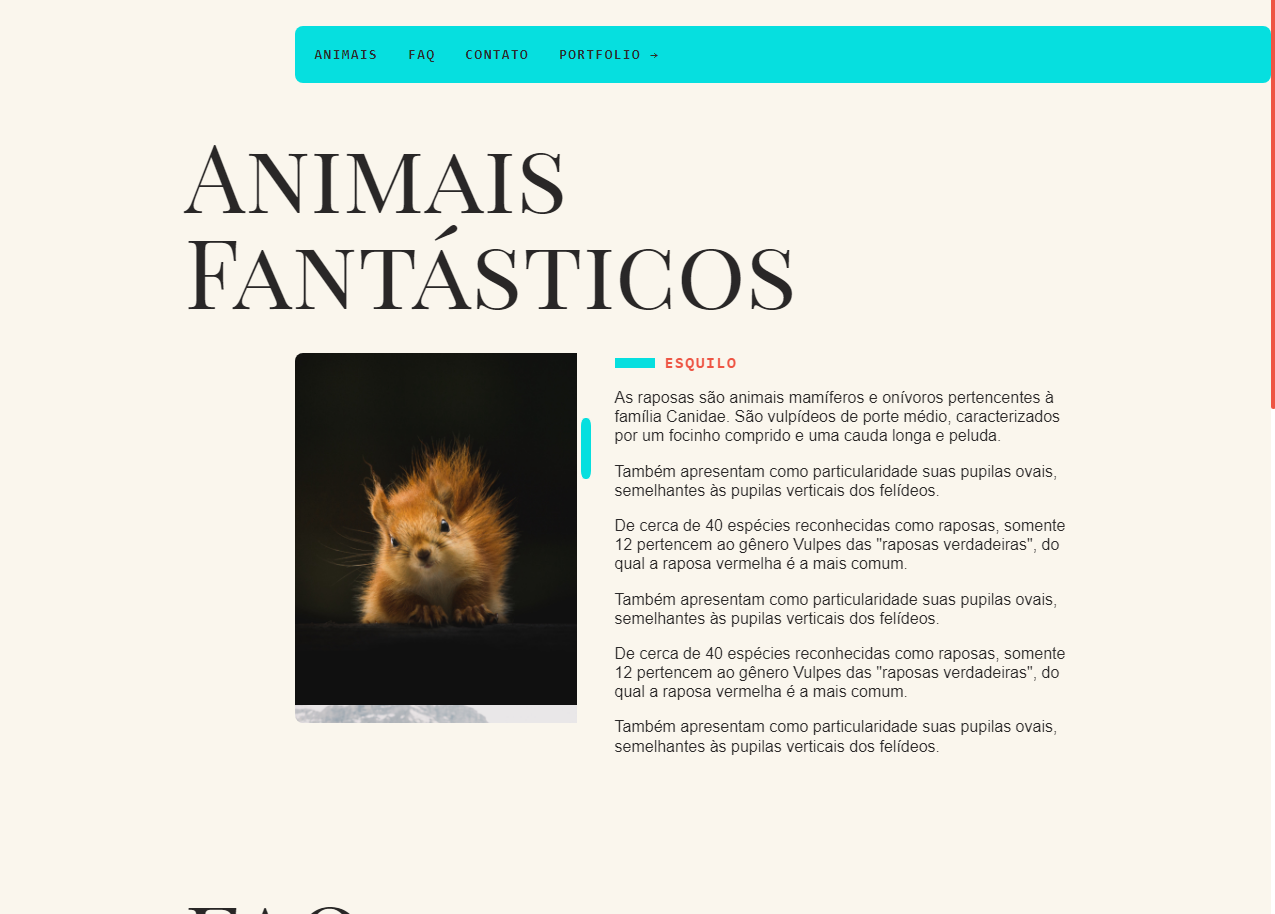 ANIMAIS FAQ CONTATO PORTFOLIO →
ANIMAIS
FANTÁSTICOS
ESQUILO
As raposas são animais mamíferos e onívoros pertencentes à
família Canidae. São vulpídeos de porte médio, caracterizados
por um focinho comprido e uma cauda longa e peluda.
Também apresentam como particularidade suas pupilas ovais,
semelhantes às pupilas verticais dos felídeos.
De cerca de 40 espécies reconhecidas como raposas, somente
12 pertencem ao gênero Vulpes das "raposas verdadeiras", do
qual a raposa vermelha é a mais comum.
Também apresentam como particularidade suas pupilas ovais,
semelhantes às pupilas verticais dos felídeos.
De cerca de 40 espécies reconhecidas como raposas, somente
12 pertencem ao gênero Vulpes das "raposas verdadeiras", do
qual a raposa vermelha é a mais comum.
Também apresentam como particularidade suas pupilas ovais,
semelhantes às pupilas verticais dos felídeos.
FAQ